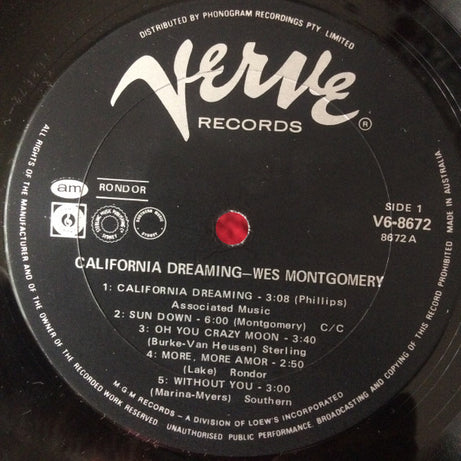 DISTRIBUTED BY PHONOGRAM RECORDINGS PTY. LIMITED
Verve
RECORDS
®
am RONDOR
SIDE 1
V6-8672
8672 A
CALIFORNIA DREAMING—WES MONTGOMERY
1: CALIFORNIA DREAMING - 3:08 (Phillips)
Associated Music
2: SUN DOWN - 6:00 (Montgomery) C/C
3: OH YOU CRAZY MOON - 3:40
(Burke-Van Heusen) Sterling
4: MORE, MORE AMOR - 2:50
(Lake) Rondor
5: WITHOUT YOU - 3:00
(Marina-Myers) Southern
M G M RECORDS — A DIVISION OF LOEW'S INCORPORATED
ALL RIGHTS OF THE MANUFACTURER AND OF THE OWNER OF THE RECORDED WORK RESERVED UNAUTHORISED PUBLIC PERFORMANCE, BROADCASTING AND COPYING OF THIS RECORD PROHIBITED MADE IN AUSTRALIA